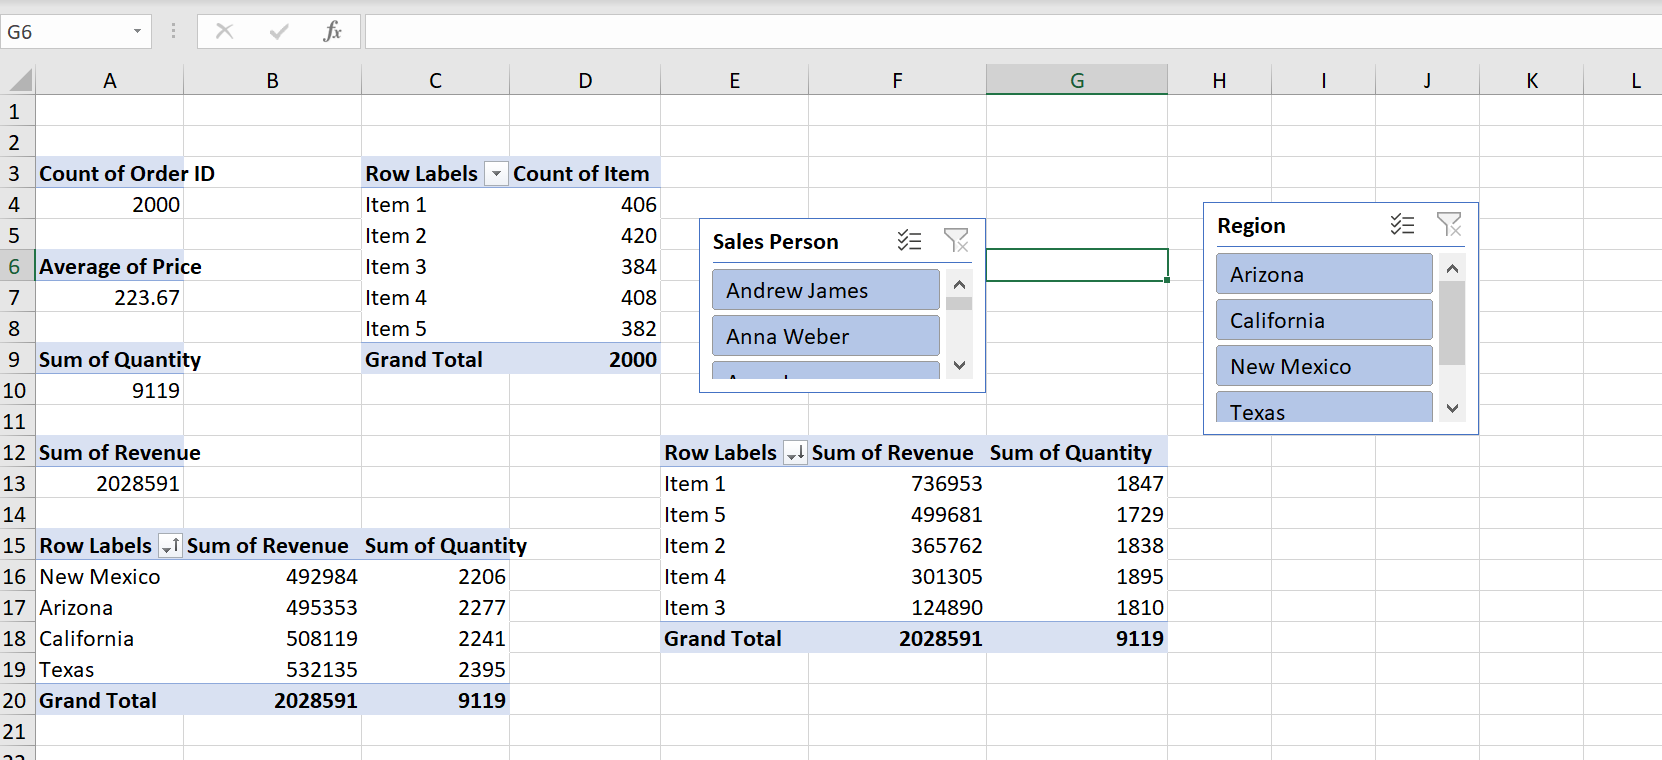 G6 fx
A B C D E F G H I J K L
1
2
3 Count of Order ID Row Labels Count of Item
4 2000 Item 1 406
5 Item 2 420
6 Average of Price Item 3 384
7 223.67 Item 4 408
8 Item 5 382
9 Sum of Quantity Grand Total 2000
10 9119
11
Sales Person
Andrew James
Anna Weber
Region
Arizona
California
New Mexico
Texas
12 Sum of Revenue Row Labels Sum of Revenue Sum of Quantity
13 2028591 Item 1 736953 1847
14 Item 5 499681 1729
15 Row Labels Sum of Revenue Sum of Quantity Item 2 365762 1838
16 New Mexico 492984 2206 Item 4 301305 1895
17 Arizona 495353 2277 Item 3 124890 1810
18 California 508119 2241 Grand Total 2028591 9119
19 Texas 532135 2395
20 Grand Total 2028591 9119
21